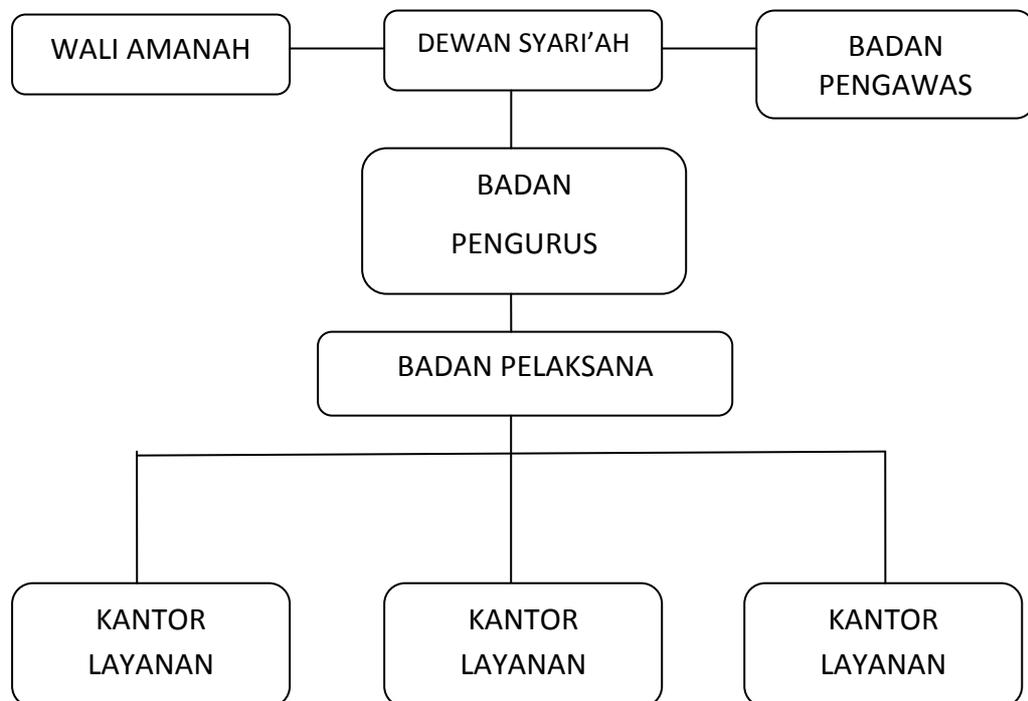 WALI AMANAH
DEWAN SYARI’AH
BADAN
PENGAWAS
BADAN
PENGURUS
BADAN PELAKSANA
KANTOR
LAYANAN
KANTOR
LAYANAN
KANTOR
LAYANAN